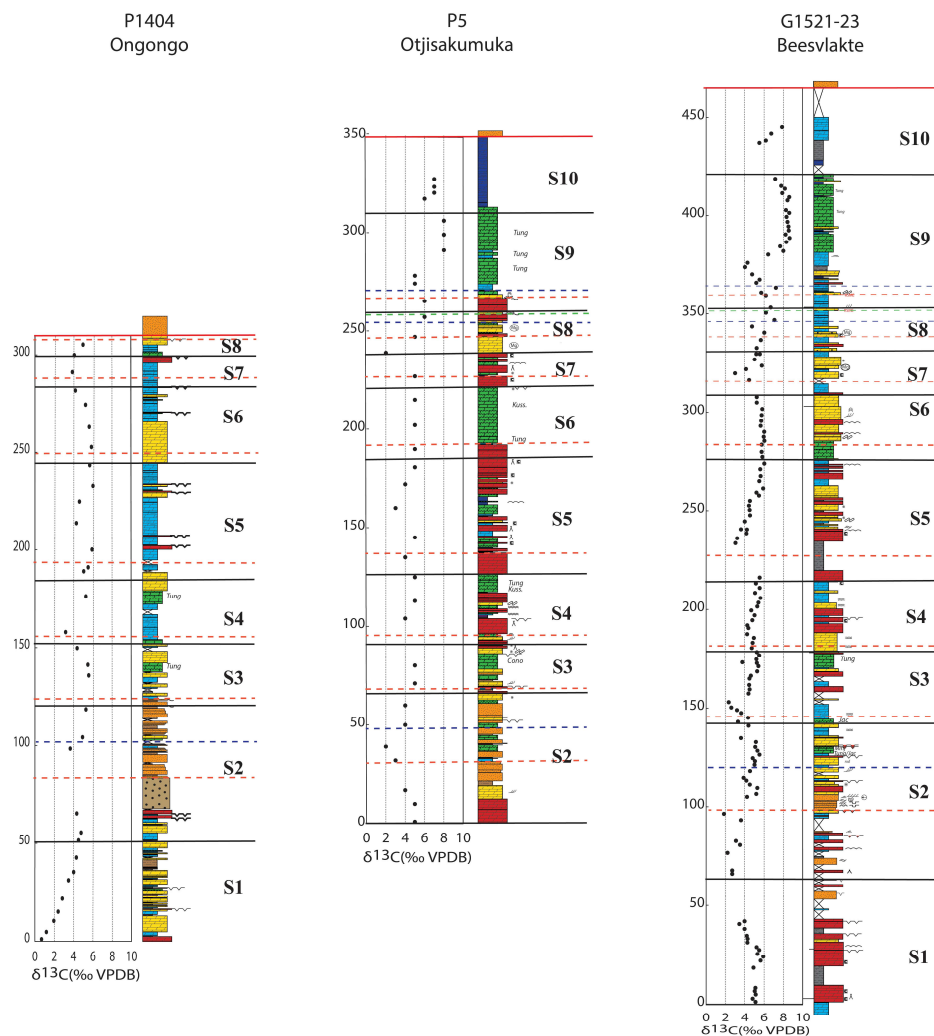 P1404
Ongongo
P5
Otjisakumuka
G1521-23
Beesvlakte
S8
S7
S6
S5
S4
S3
S2
S1
300
250
200
150
100
50
0
Tung
Tung
0 2 4 6 8 10
δ13C(‰ VPDB)
S10
S9
S8
S7
S6
S5
S4
S3
S2
350
300
250
200
150
100
50
0
Tung
Tung
Tung
Kuss.
Tung
Tung
Kuss.
Cono
0 2 4 6 8 10
δ13C(‰ VPDB)
S10
S9
S8
S7
S6
S5
S4
S3
S2
S1
450
400
350
300
250
200
150
100
50
0
Tung
Tung
Tung
Jac
0 2 4 6 8 10
δ13C(‰ VPDB)